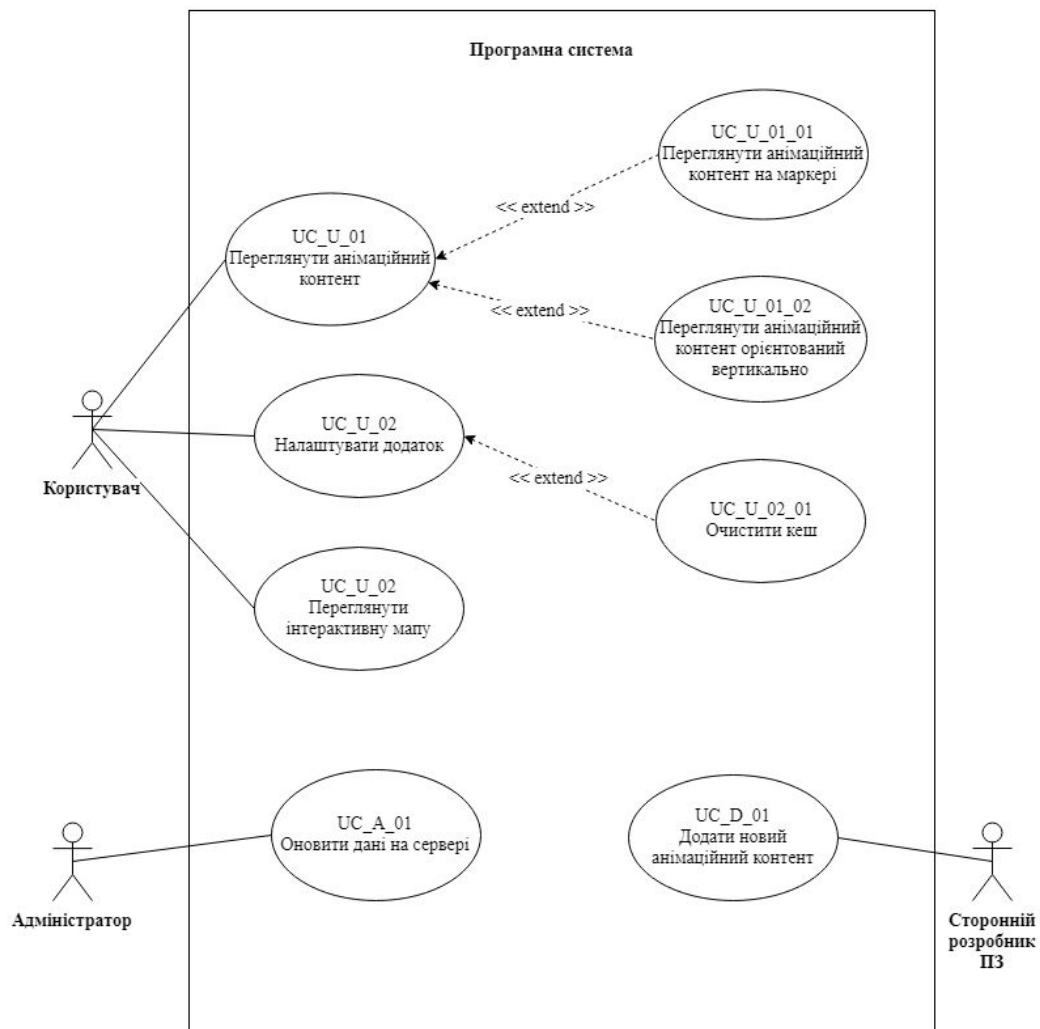 Програмна система
UC_U_01_01
Переглянути анімаційний
контент на маркері
<< extend >>
UC_U_01
Переглянути анімаційний
контент
UC_U_01_02
Переглянути анімаційний
контент орієнтований
вертикально
<< extend >>
UC_U_02
Налаштувати додаток
<< extend >>
Користувач
UC_U_02_01
Очистити кеш
UC_U_02
Переглянути
інтерактивну мапу
UC_A_01
Оновити дані на сервері
UC_D_01
Додати новий
анімаційний контент
Адміністратор
Сторонній
розробник
ПЗ